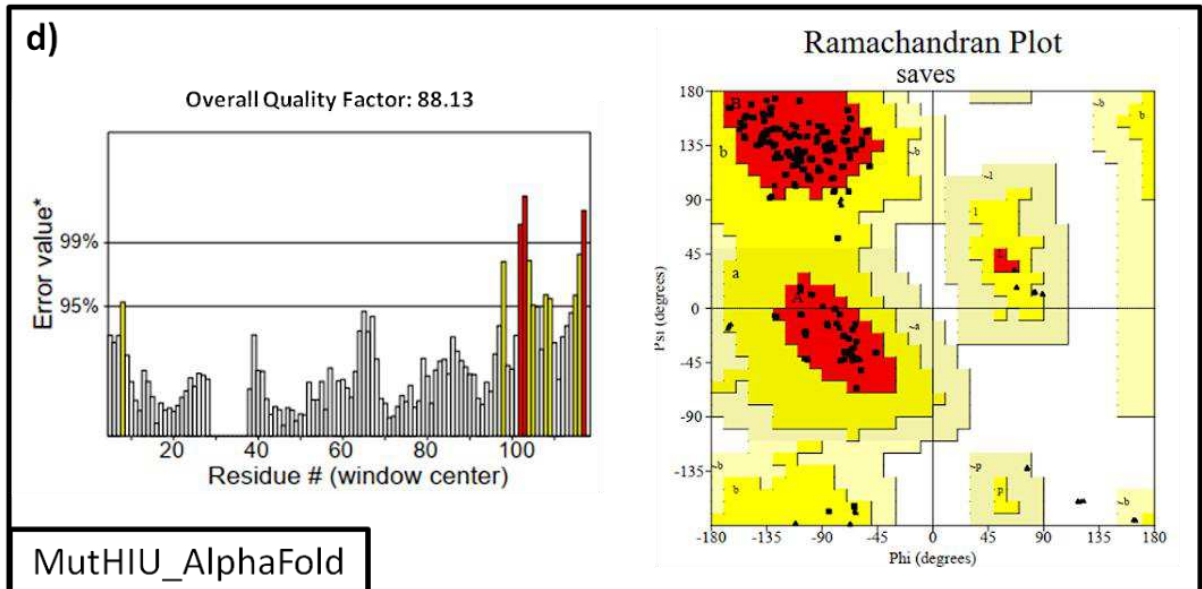 d)
Overall Quality Factor: 88.13
Error value*
99%
95%
20 40 60 80 100
Residue # (window center)
Ramachandran Plot
saves
180
135
90
45
0
-45
-90
-135
-180 -135 -90 -45 0 45 90 135 180
Psi (degrees)
Phi (degrees)
B
b
~b
~b
b
~l
l
L
a
A
~a
~b
b
~p
p
~b
MutHIU_AlphaFold